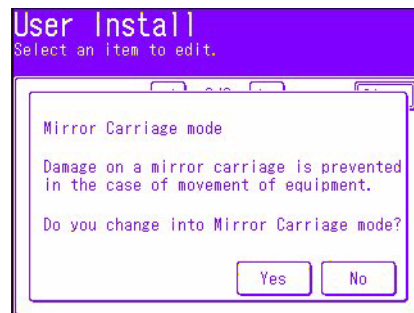 User Install
Select an item to edit.
Mirror Carriage mode
Damage on a mirror carriage is prevented
in the case of movement of equipment.
Do you change into Mirror Carriage mode?
Yes
No